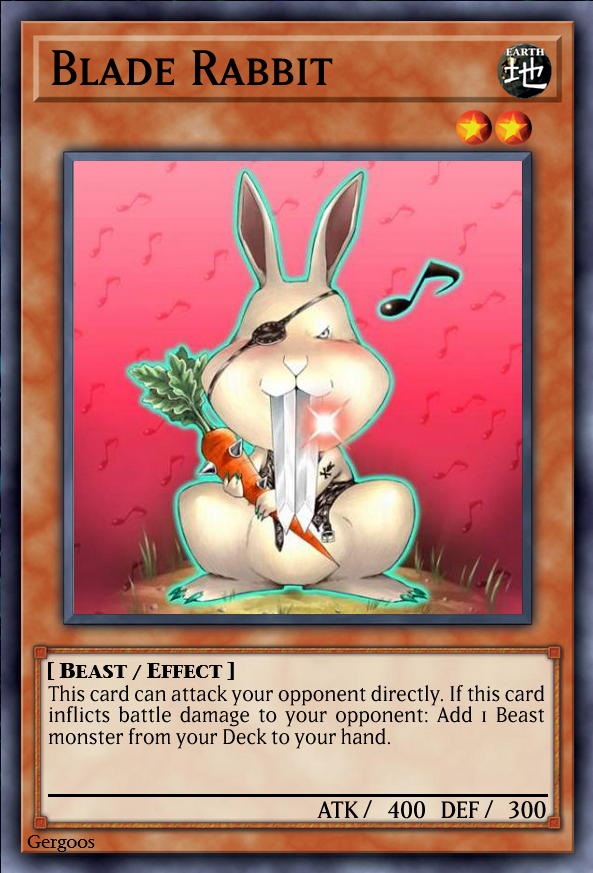 Blade Rabbit
EARTH
地
[ Beast / Effect ]
This card can attack your opponent directly. If this card
inflicts battle damage to your opponent: Add 1 Beast
monster from your Deck to your hand.
ATK / 400 DEF / 300
Gergoos